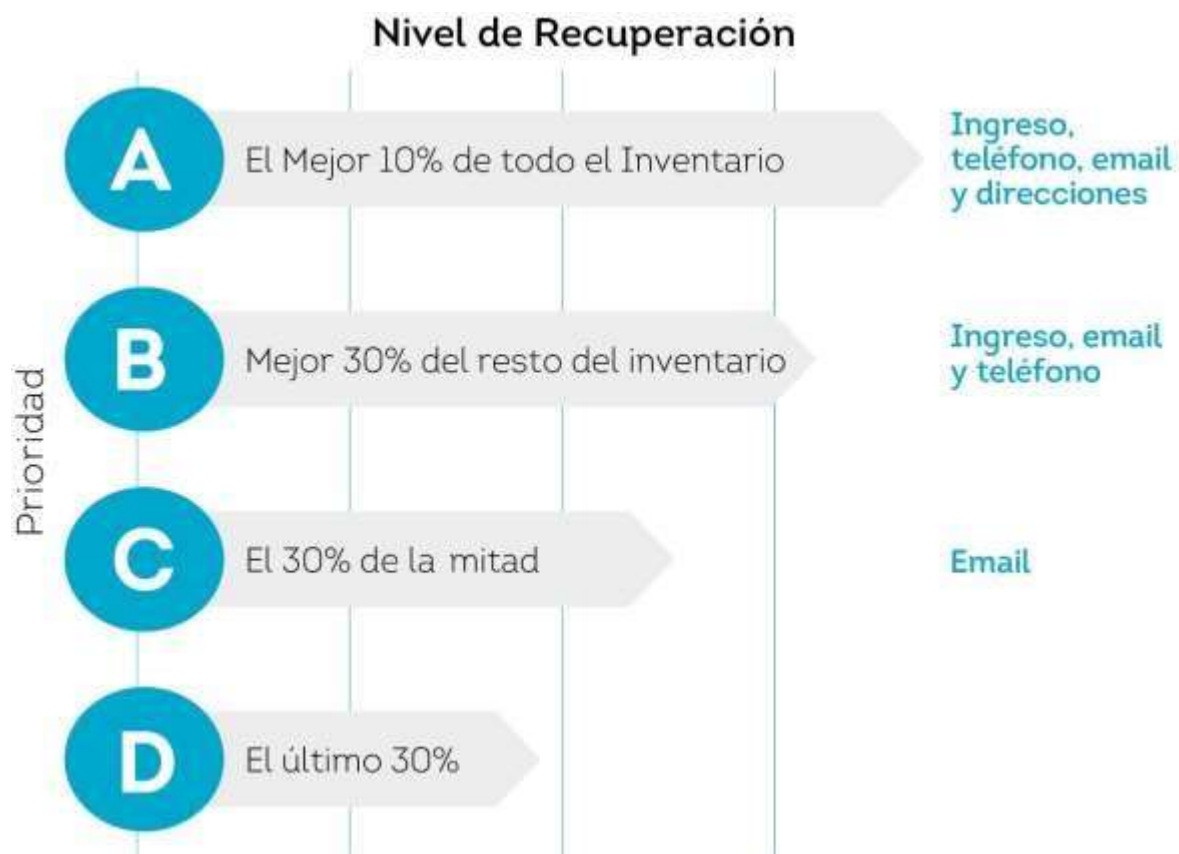 Nivel de Recuperación
A
El Mejor 10% de todo el Inventario
Ingreso,
teléfono, email
y direcciones
B
Mejor 30% del resto del inventario
Ingreso, email
y teléfono
Prioridad
C
El 30% de la mitad
Email
D
El último 30%